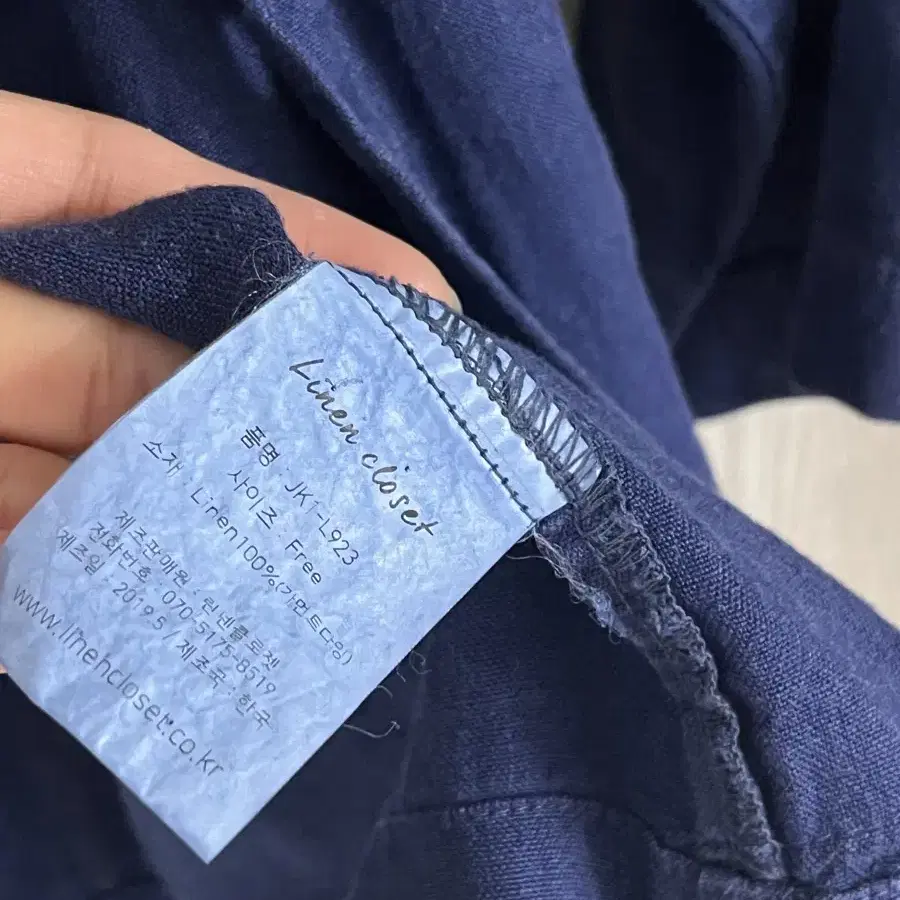 Linen closet
품명 : JK1-L923
사이즈 : Free
소재 : Linen100%(가먼트다잉)
제조판매원 : 린넨클로젯
전화번호 : 070-5175-8519
제조일 : 2019.5 / 제조국 : 한국
www.linencloset.co.kr